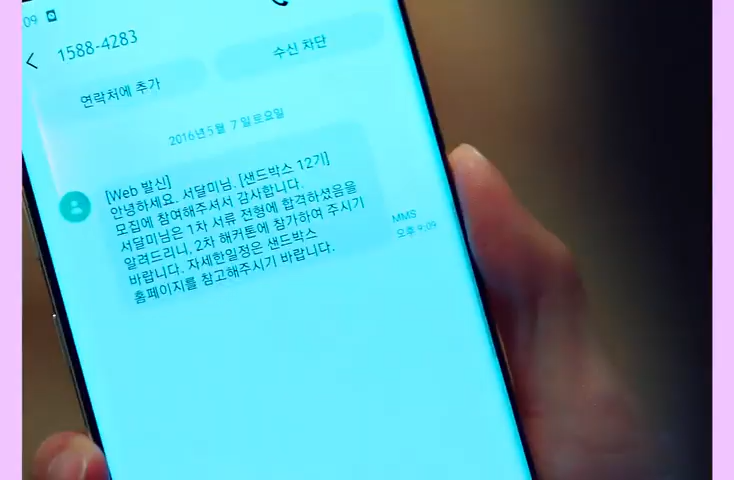 09
1588-4283
연락처에 추가
수신 차단
2016년 5월 7일 토요일
[Web 발신]
안녕하세요. 서달미님. [샌드박스 12기]
모집에 참여해주셔서 감사합니다.
서달미님은 1차 서류 전형에 합격하셨음을
알려드리니, 2차 해커톤에 참가하여 주시기
바랍니다. 자세한일정은 샌드박스
홈페이지를 참고해주시기 바랍니다.
MMS
오후 9:09